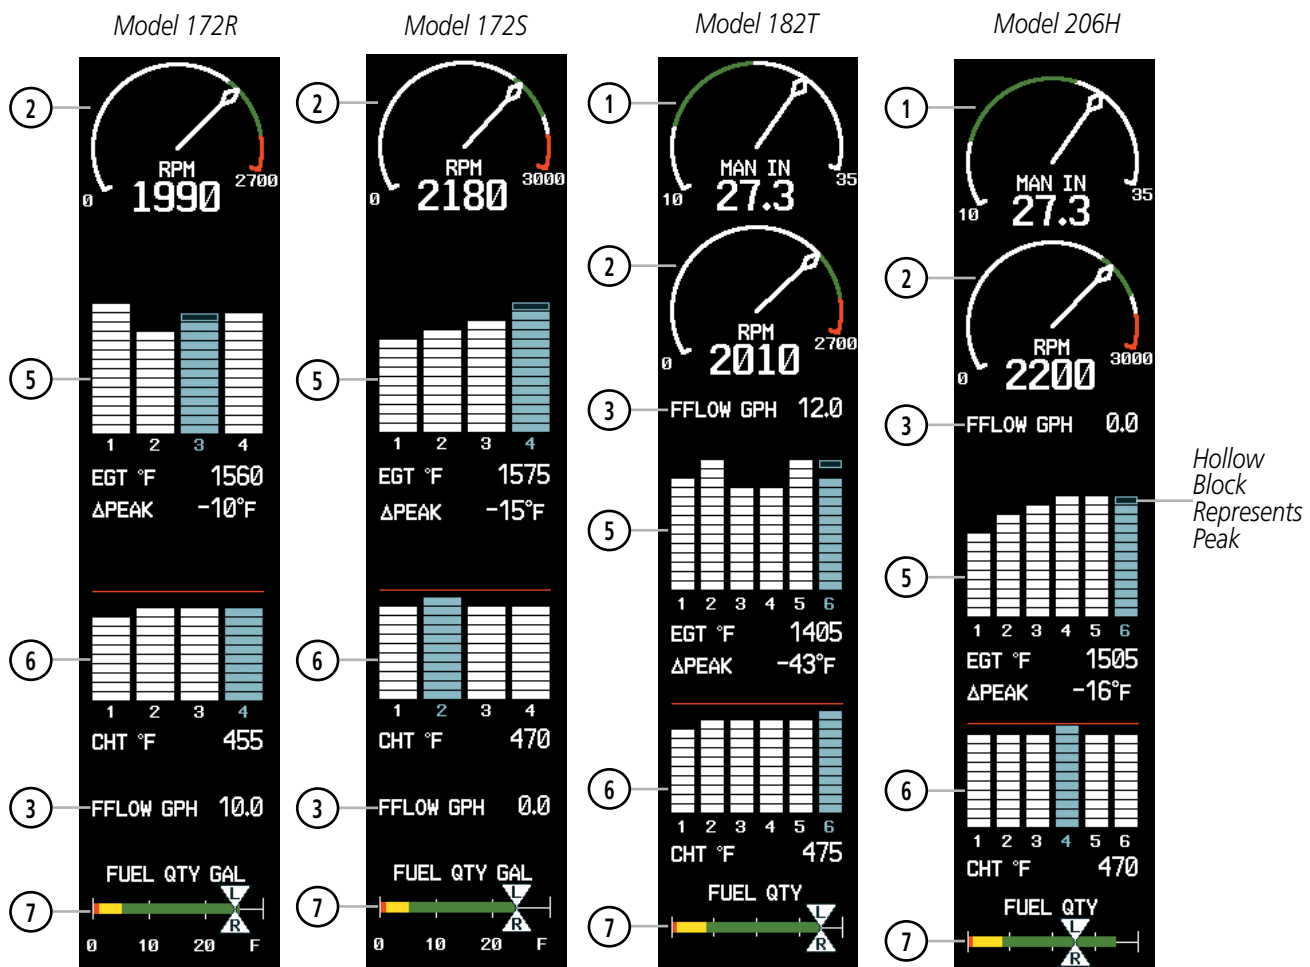 Model 172R
2
RPM
1990
0
2700
5
1 2 3 4
EGT °F 1560
ΔPEAK -10°F
6
1 2 3 4
CHT °F 455
3
FFLOW GPH 10.0
FUEL QTY GAL
7
L
R
0 10 20 F
Model 172S
2
RPM
2180
0
3000
5
1 2 3 4
EGT °F 1575
ΔPEAK -15°F
6
1 2 3 4
CHT °F 470
3
FFLOW GPH 0.0
FUEL QTY GAL
7
L
R
0 10 20 F
Model 182T
1
MAN IN
27.3
10
35
2
RPM
2010
0
2700
3
FFLOW GPH 12.0
5
1 2 3 4 5 6
EGT °F 1405
ΔPEAK -43°F
6
1 2 3 4 5 6
CHT °F 475
FUEL QTY
7
L
R
Model 206H
1
MAN IN
27.3
10
35
2
RPM
2200
0
3000
3
FFLOW GPH 0.0
Hollow
Block
Represents
Peak
5
1 2 3 4 5 6
EGT °F 1505
ΔPEAK -16°F
6
1 2 3 4 5 6
CHT °F 470
FUEL QTY
7
L
R